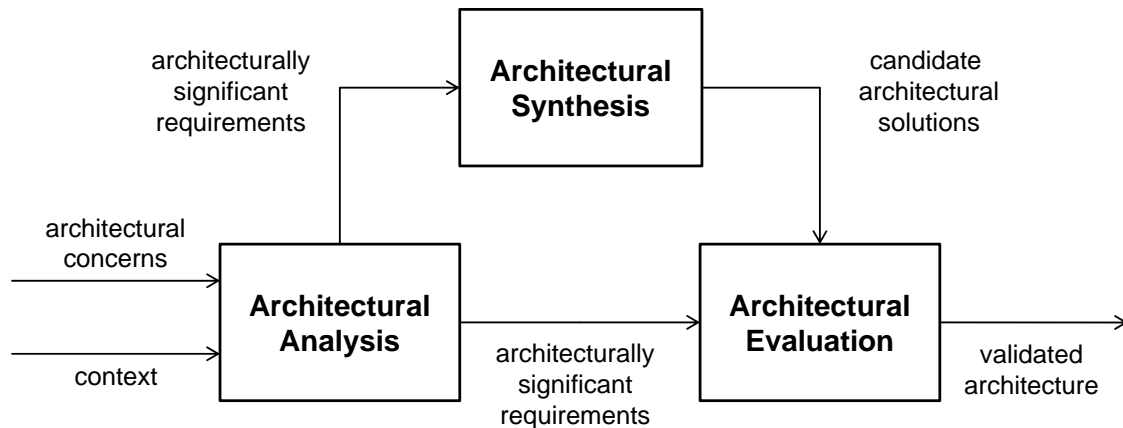 architecturally
significant
requirements
Architectural
Synthesis
candidate
architectural
solutions
architectural
concerns
context
Architectural
Analysis
architecturally
significant
requirements
Architectural
Evaluation
validated
architecture